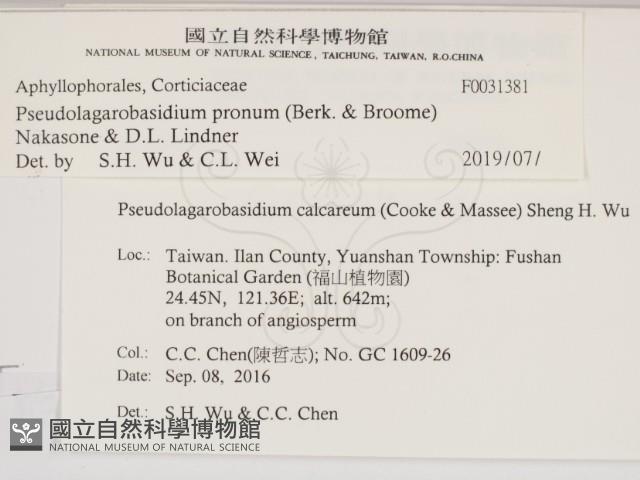 國立自然科學博物館
NATIONAL MUSEUM OF NATURAL SCIENCE, TAICHUNG, TAIWAN, R.O.CHINA
Aphyllophorales, Corticiaceae F0031381
Pseudolagarobasidium pronum (Berk. & Broome)
Nakasone & D.L. Lindner
Det. by S.H. Wu & C.L. Wei 2019/07/
Pseudolagarobasidium calcareum (Cooke & Massee) Sheng H. Wu
Loc.: Taiwan. Ilan County, Yuanshan Township: Fushan
Botanical Garden (福山植物園)
24.45N, 121.36E; alt. 642m;
on branch of angiosperm
Col.: C.C. Chen(陳哲志); No. GC 1609-26
Date: Sep. 08, 2016
Det.: S.H. Wu & C.C. Chen
國立自然科學博物館
NATIONAL MUSEUM OF NATURAL SCIENCE